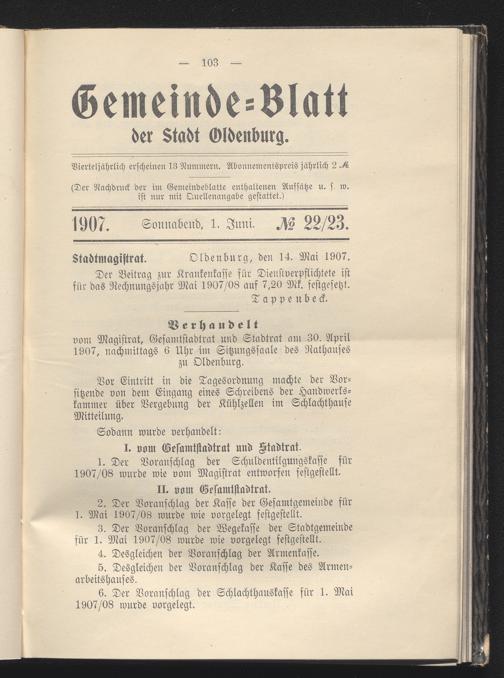 — 103 —
Gemeinde=Blatt
der Stadt Oldenburg.
Vierteljährlich erscheinen 13 Nummern. Abonnementspreis jährlich 2 ℳ
(Der Nachdruck der im Gemeindeblatte enthaltenen Aufsätze u. s. w.
ist nur mit Quellenangabe gestattet.)
1907. Sonnabend, 1. Juni. № 22/23.
Stadtmagistrat. Oldenburg, den 14. Mai 1907.
Der Beitrag zur Krankenkasse für Dienstverpflichtete ist
für das Rechnungsjahr Mai 1907/08 auf 7,20 Mk. festgesetzt.
Tappenbeck.
Verhandelt
vom Magistrat, Gesamtstadtrat und Stadtrat am 30. April
1907, nachmittags 6 Uhr im Sitzungssaale des Rathauses
zu Oldenburg.
Vor Eintritt in die Tagesordnung machte der Vor-
sitzende von dem Eingang eines Schreibens der Handwerks-
kammer über Vergebung der Kühlzellen im Schlachthause
Mitteilung.
Sodann wurde verhandelt:
I. vom Gesamtstadtrat und Stadtrat.
1. Der Voranschlag der Schuldentilgungskasse für
1907/08 wurde wie vom Magistrat entworfen festgestellt.
II. vom Gesamtstadtrat.
2. Der Voranschlag der Kasse der Gesamtgemeinde für
1. Mai 1907/08 wurde wie vorgelegt festgestellt.
3. Der Voranschlag der Wegekasse der Stadtgemeinde
für 1. Mai 1907/08 wurde wie vorgelegt festgestellt.
4. Desgleichen der Voranschlag der Armenkasse.
5. Desgleichen der Voranschlag der Kasse des Armen-
arbeitshauses.
6. Der Voranschlag der Schlachthauskasse für 1. Mai
1907/08 wurde vorgelegt.